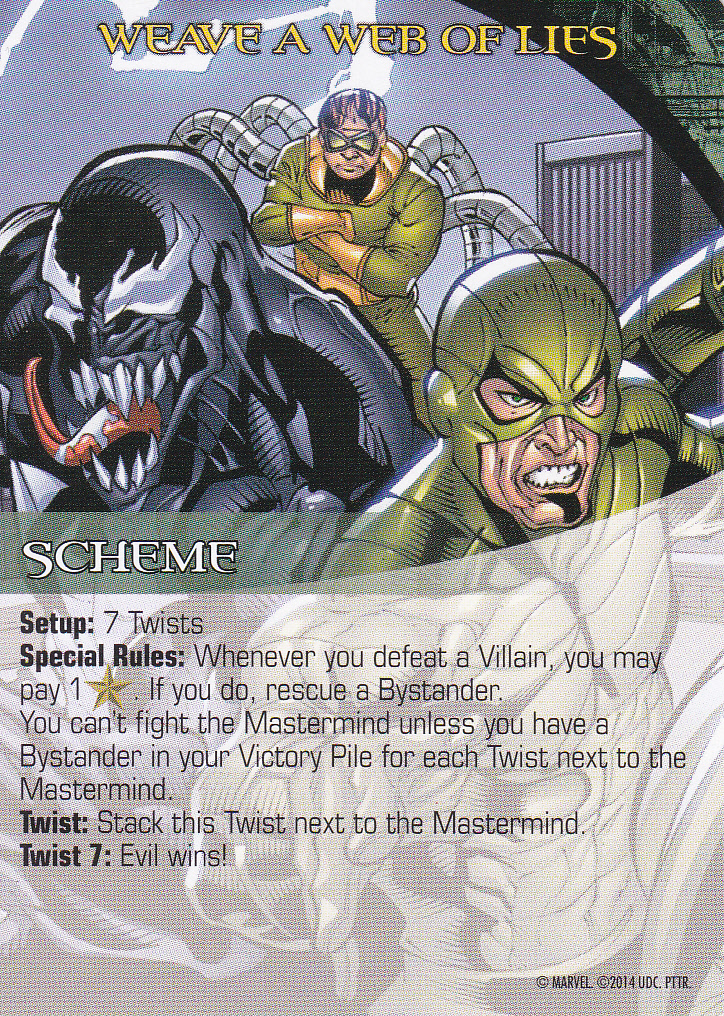 WEAVE A WEB OF LIES
SCHEME
Setup: 7 Twists
Special Rules: Whenever you defeat a Villain, you may
pay 1 . If you do, rescue a Bystander.
You can't fight the Mastermind unless you have a
Bystander in your Victory Pile for each Twist next to the
Mastermind.
Twist: Stack this Twist next to the Mastermind.
Twist 7: Evil wins!
© MARVEL. ©2014 UDC. PTTR.